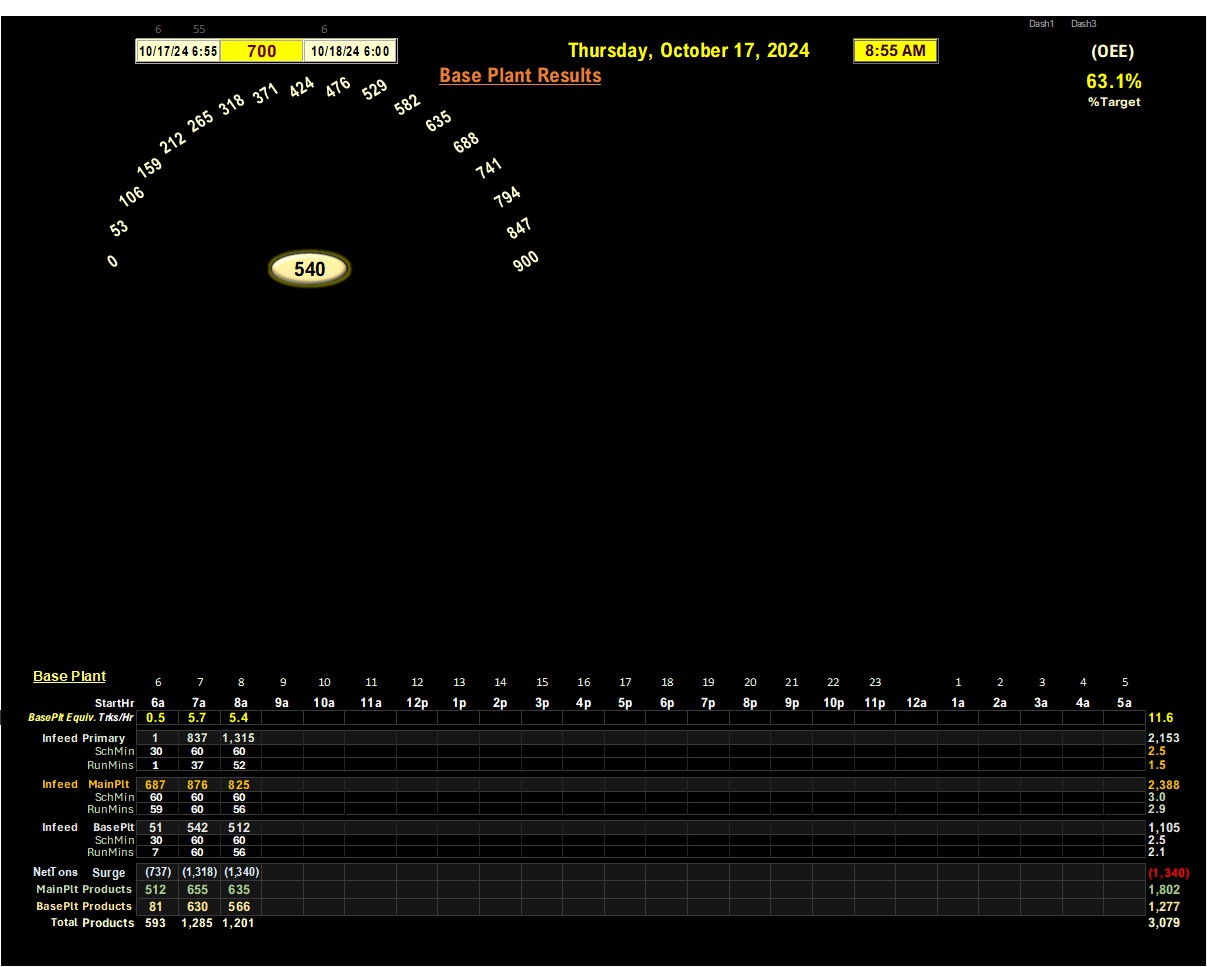 6 55 6 Dash1 Dash3
10/17/24 6:55 700 10/18/24 6:00 Thursday, October 17, 2024 8:55 AM (OEE)
Base Plant Results 63.1%
%Target
0 53 106 159 212 265 318 371 424 476 529 582 635 688 741 794 847 900
540
Base Plant 6 7 8 9 10 11 12 13 14 15 16 17 18 19 20 21 22 23 1 2 3 4 5
StartHr 6a 7a 8a 9a 10a 11a 12p 1p 2p 3p 4p 5p 6p 7p 8p 9p 10p 11p 12a 1a 2a 3a 4a 5a
BasePlt Equiv. Trks/Hr 0.5 5.7 5.4 11.6
Infeed Primary 1 837 1,315 2,153
SchMin 30 60 60 2.5
RunMins 1 37 52 1.5
Infeed MainPlt 687 876 825 2,388
SchMin 60 60 60 3.0
RunMins 59 60 56 2.9
Infeed BasePlt 51 542 512 1,105
SchMin 30 60 60 2.5
RunMins 7 60 56 2.1
NetTons Surge (737) (1,318) (1,340) (1,340)
MainPlt Products 512 655 635 1,802
BasePlt Products 81 630 566 1,277
Total Products 593 1,285 1,201 3,079